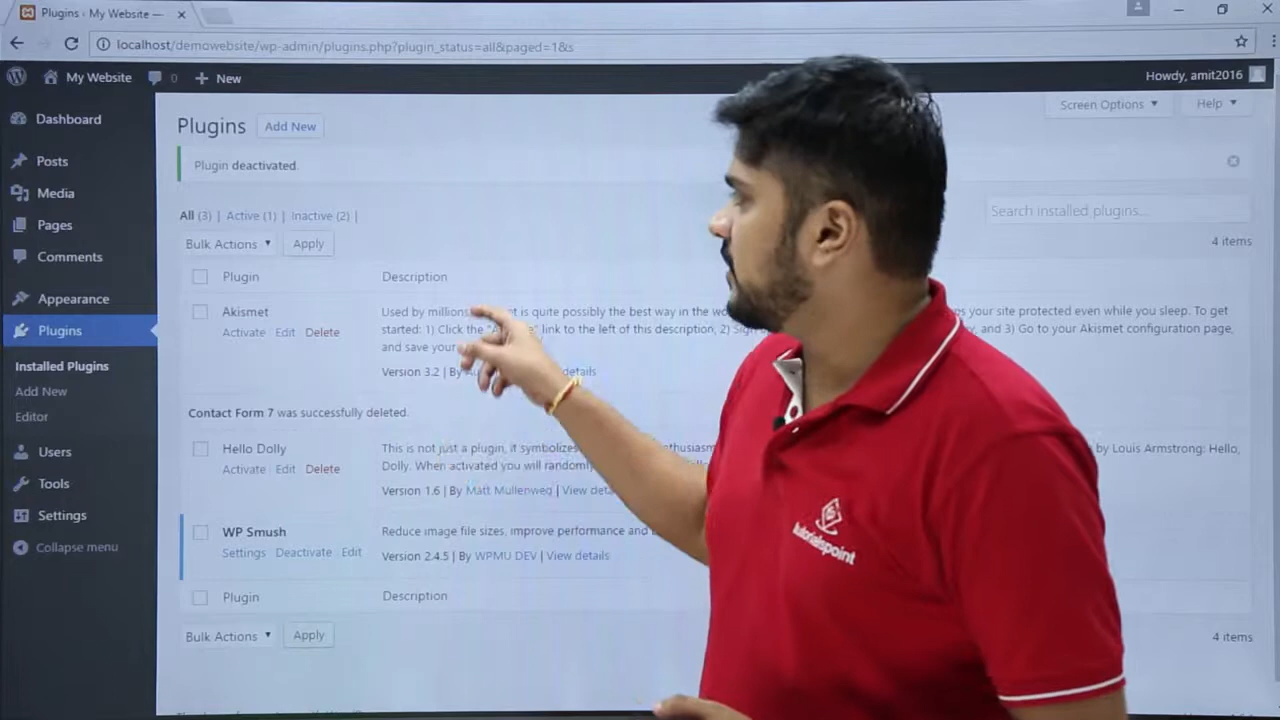 Plugins ‹ My Website —
localhost/demowebsite/wp-admin/plugins.php?plugin_status=all&paged=1&s
My Website 0 + New Howdy, amit2016
Screen Options Help
Dashboard
Posts
Media
Pages
Comments
Appearance
Plugins
Installed Plugins
Add New
Editor
Users
Tools
Settings
Collapse menu
Plugins Add New
Plugin deactivated.
All (3) | Active (1) | Inactive (2) |
Search installed plugins...
Bulk Actions Apply
4 items
Plugin Description
Akismet
Activate Edit Delete
Used by millions, is quite possibly the best way in the your site protected even while you sleep. To get
started: 1) Click the " " link to the left of this description, 2) and 3) Go to your Akismet configuration page,
and save your
Version 3.2 | By details
Contact Form 7 was successfully deleted.
Hello Dolly
Activate Edit Delete
This is not just a plugin, it symbolizes by Louis Armstrong: Hello,
Dolly. When activated you will randomly
Version 1.6 | By Matt Mullenweg | View
WP Smush
Settings Deactivate Edit
Reduce image file sizes, improve performance and
Version 2.4.5 | By WPMU DEV | View details
Plugin Description
Bulk Actions Apply
4 items
tutorialspoint